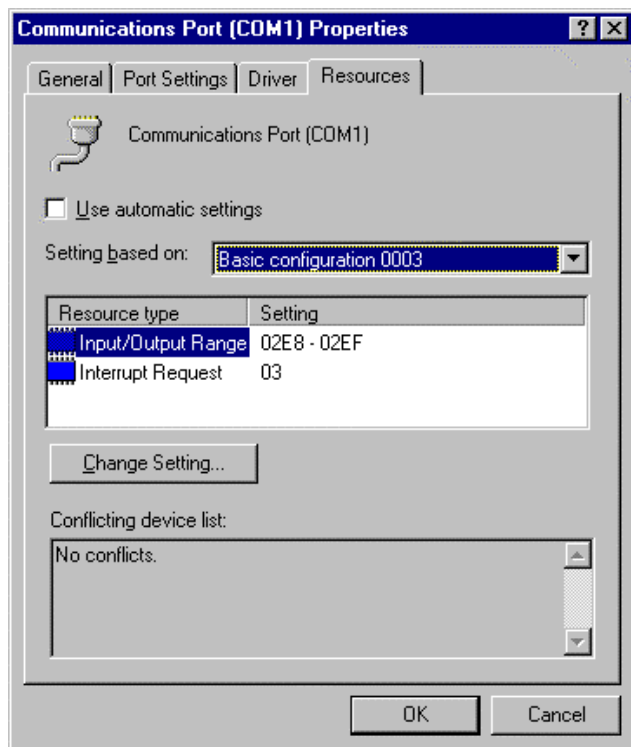 Communications Port (COM1) Properties
General Port Settings Driver Resources
Communications Port (COM1)
Use automatic settings
Setting based on: Basic configuration 0003
Resource type Setting
Input/Output Range 02E8 - 02EF
Interrupt Request 03
Change Setting...
Conflicting device list:
No conflicts.
OK Cancel